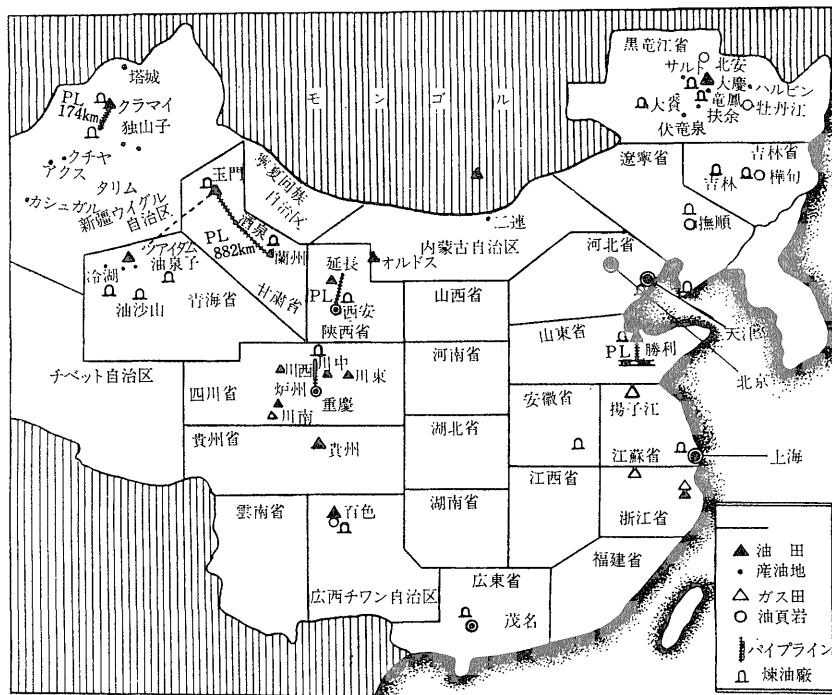 塔城
PL
174km
クラマイ
独山子
クチャ
アクス
タリム
カシュガル
新疆ウイグル
自治区
モンゴル
黒竜江省
サルト
北安
大慶
ハルビン
大賚
竜鳳
牡丹江
扶余
伏竜泉
遼寧省
吉林省
吉林
樺甸
撫順
玉門
寧夏回族
自治区
酒泉
PL
882km
蘭州
二連
内蒙古自治区
オルドス
河北省
ツァイダム
冷湖
油泉子
油沙山
青海省
甘粛省
延長
PL
西安
陝西省
山西省
山東省
PL
勝利
天津
北京
チベット自治区
四川省
川西
川中
川東
炉州
重慶
川南
河南省
安徽省
揚子江
江蘇省
上海
貴州省
貴州
湖北省
江西省
浙江省
雲南省
百色
湖南省
福建省
広西チワン自治区
広東省
茂名
油田
産油地
ガス田
油頁岩
パイプライン
煉油廠